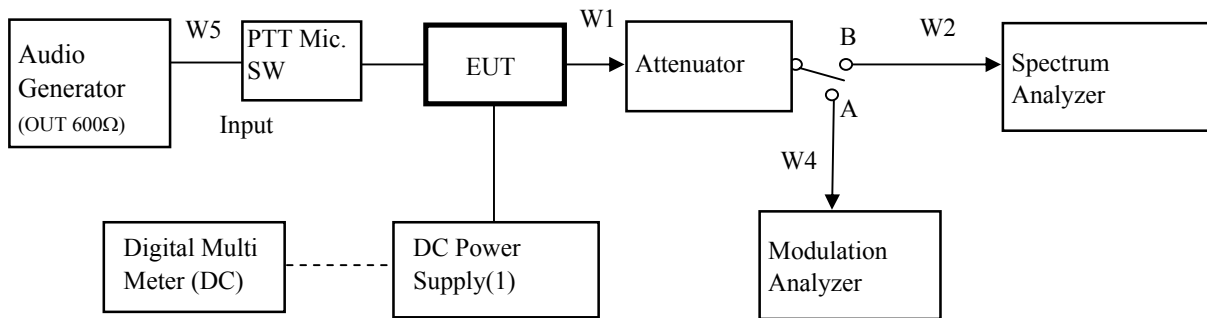 W5
Audio
Generator
(OUT 600Ω)
PTT Mic.
SW
Input
EUT
W1
Attenuator
B
A
W2
Spectrum
Analyzer
W4
Digital Multi
Meter (DC)
DC Power
Supply(1)
Modulation
Analyzer